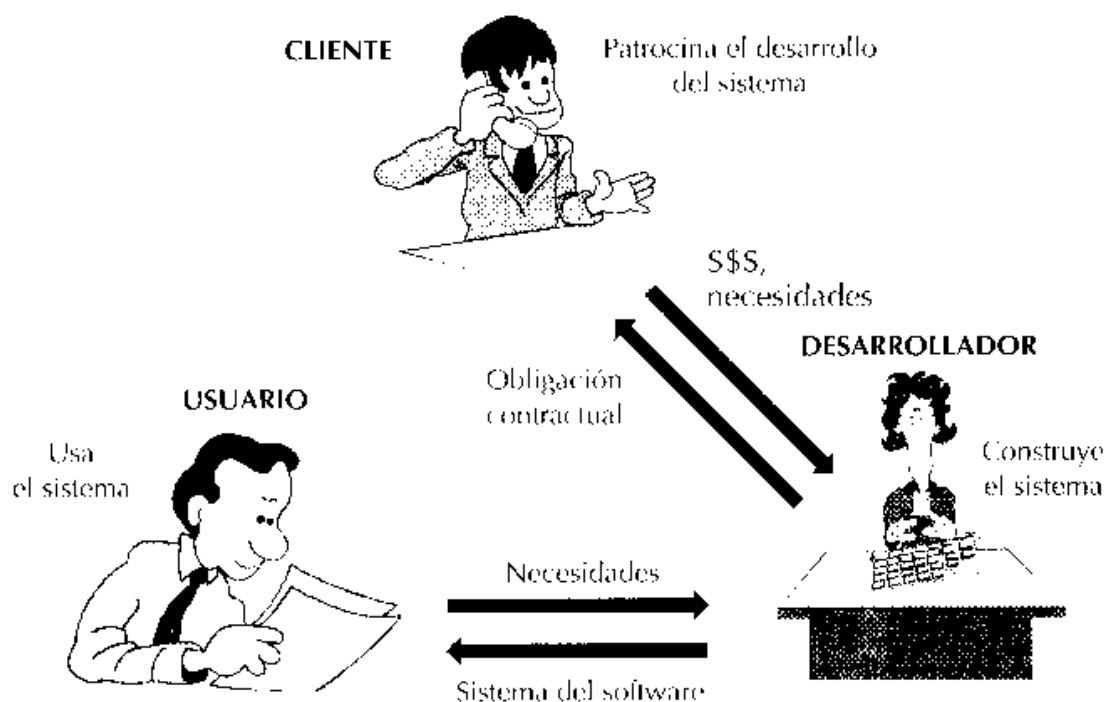 CLIENTE
Patrocina el desarrollo
del sistema
S$S,
necesidades
DESARROLLADOR
Obligación
contractual
USUARIO
Usa
el sistema
Construye
el sistema
Necesidades
Sistema del software